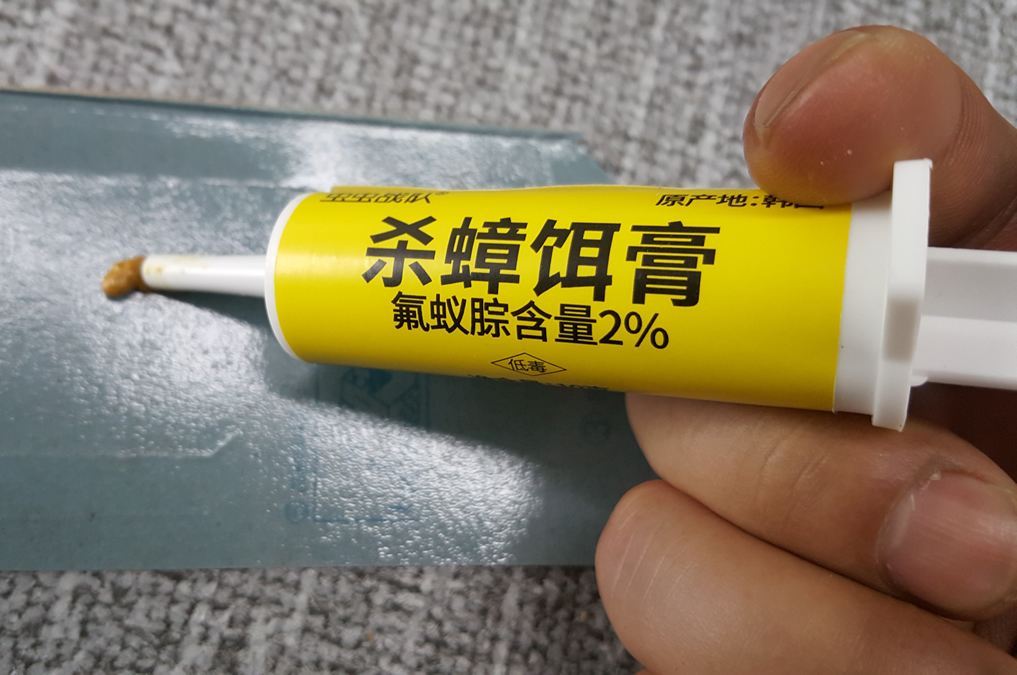 原产地:韩国
杀蟑饵膏
氟蚁腙含量2%
低毒